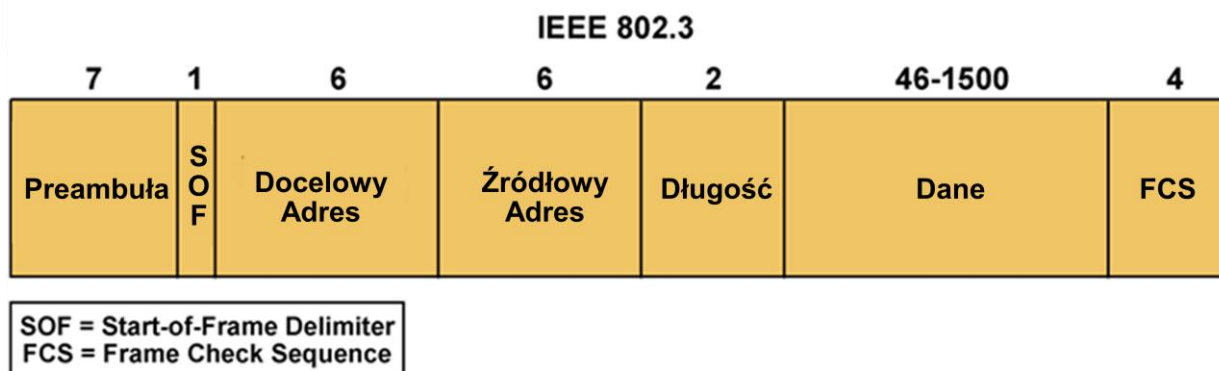 IEEE 802.3
7 1 6 6 2 46-1500 4
Preambuła
S
O
F
Docelowy
Adres
Źródłowy
Adres
Długość
Dane
FCS
SOF = Start-of-Frame Delimiter
FCS = Frame Check Sequence